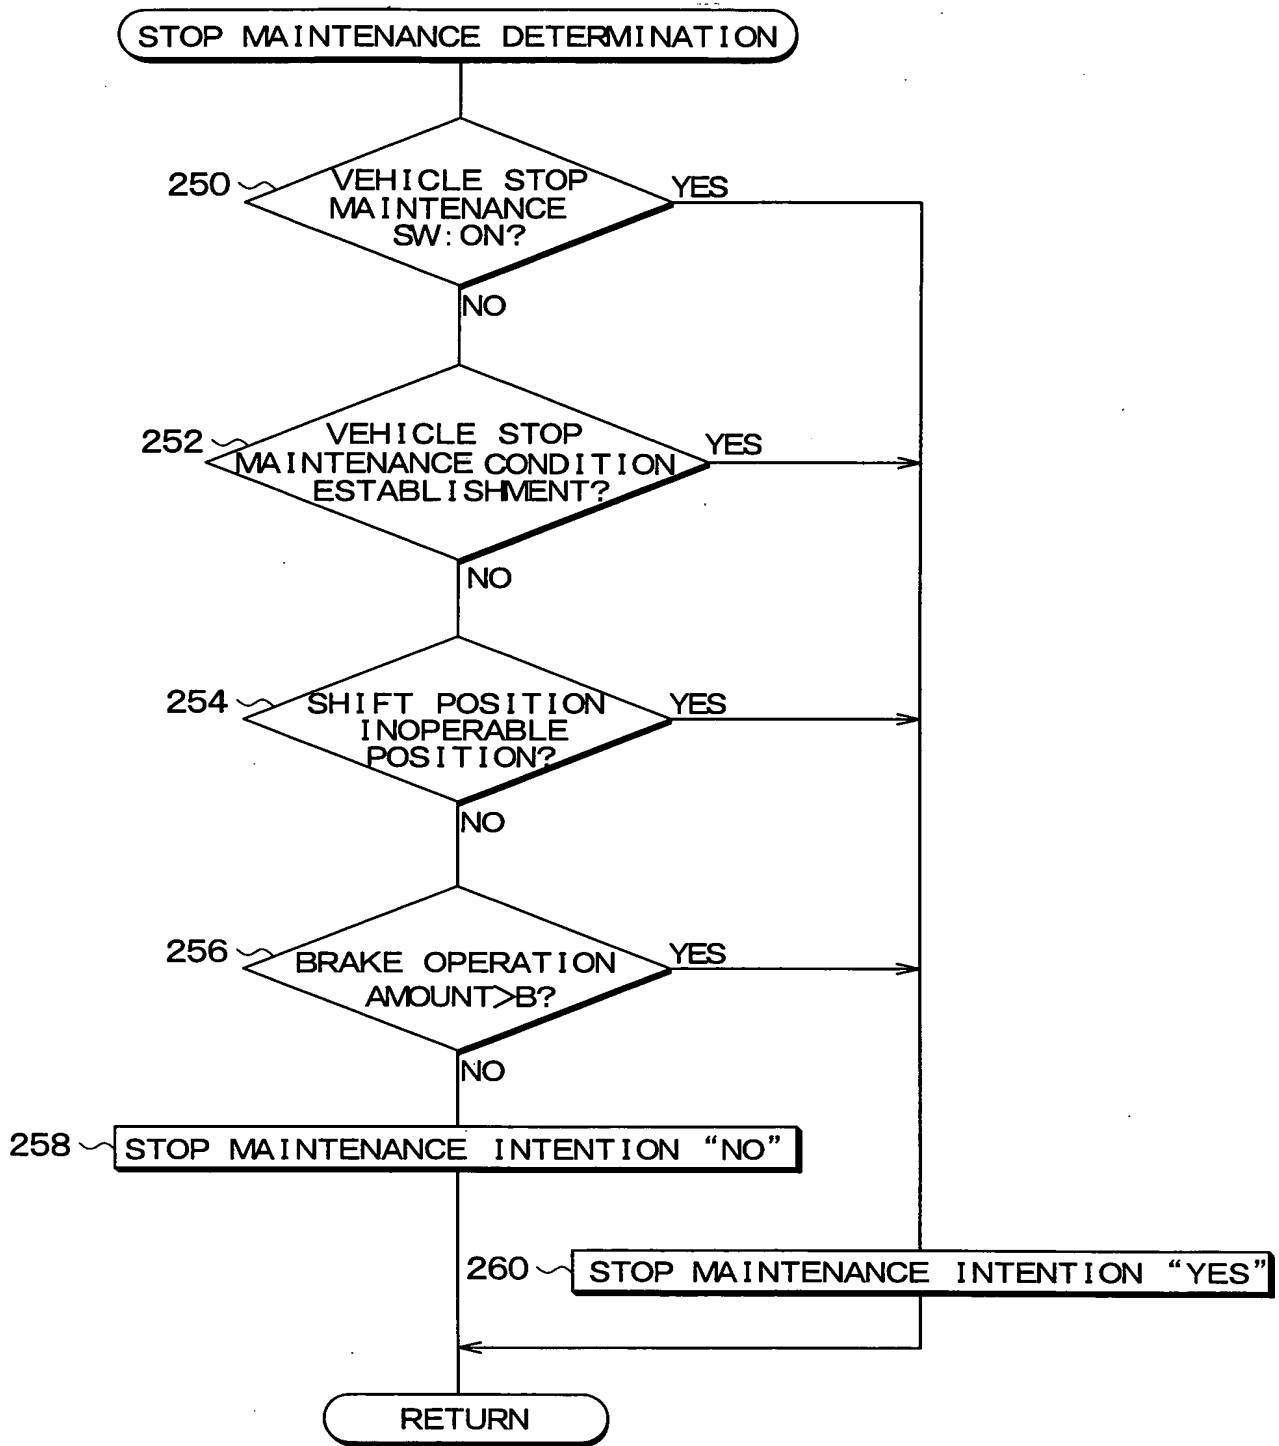 STOP MAINTENANCE DETERMINATION
250
VEHICLE STOP
MAINTENANCE
SW:ON?
YES
NO
252
VEHICLE STOP
MAINTENANCE CONDITION
ESTABLISHMENT?
YES
NO
254
SHIFT POSITION
INOPERABLE
POSITION?
YES
NO
256
BRAKE OPERATION
AMOUNT>B?
YES
NO
258
STOP MAINTENANCE INTENTION “NO”
260
STOP MAINTENANCE INTENTION “YES”
RETURN